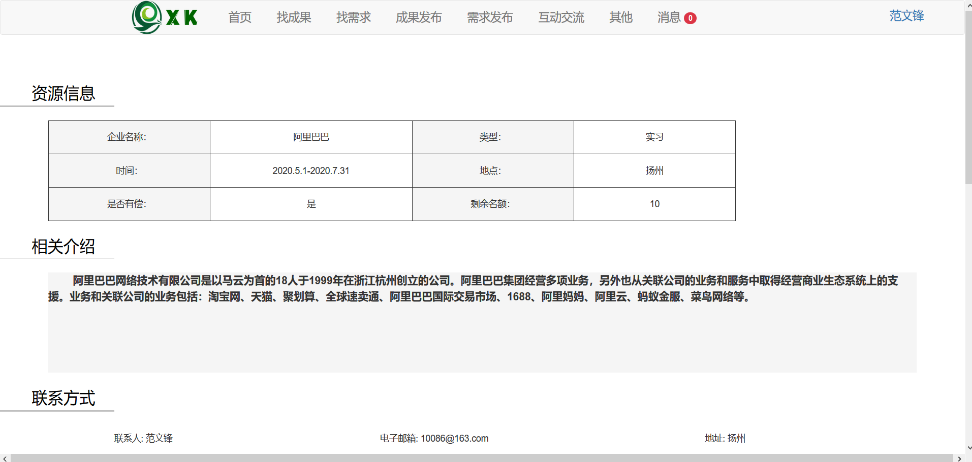 XK 首页 找成果 找需求 成果发布 需求发布 互动交流 其他 消息 0 范文锋
资源信息
企业名称: 阿里巴巴 类型: 实习
时间: 2020.5.1-2020.7.31 地点: 扬州
是否有偿: 是 剩余名额: 10
相关介绍
阿里巴巴网络技术有限公司是以马云为首的18人于1999年在浙江杭州创立的公司。阿里巴巴集团经营多项业务，另外也从关联公司的业务和服务中取得经营商业生态系统上的支
援。业务和关联公司的业务包括：淘宝网、天猫、聚划算、全球速卖通、阿里巴巴国际交易市场、1688、阿里妈妈、阿里云、蚂蚁金服、菜鸟网络等。
联系方式
联系人: 范文锋 电子邮箱: 10086@163.com 地址: 扬州